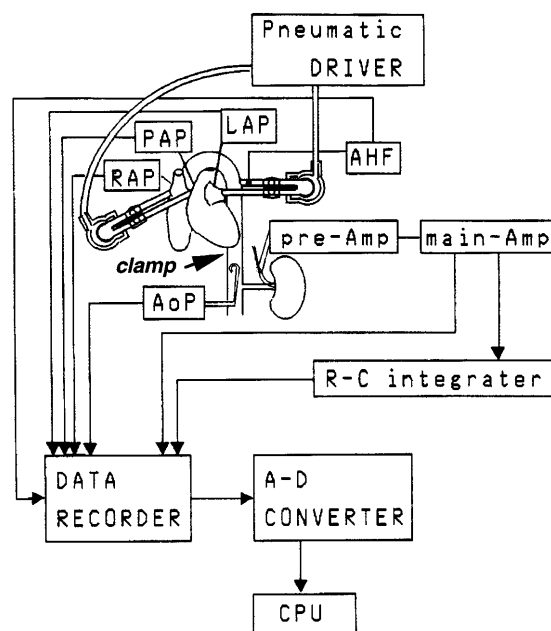 Pneumatic
DRIVER
LAP
PAP
AHF
RAP
pre-Amp
main-Amp
clamp
AoP
R-C integrater
DATA
RECORDER
A-D
CONVERTER
CPU